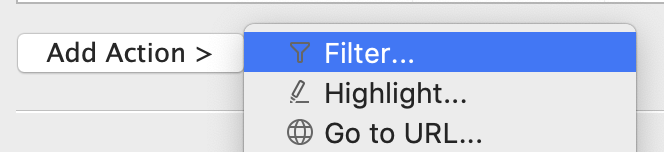 Add Action >
Filter...
Highlight...
Go to URL...